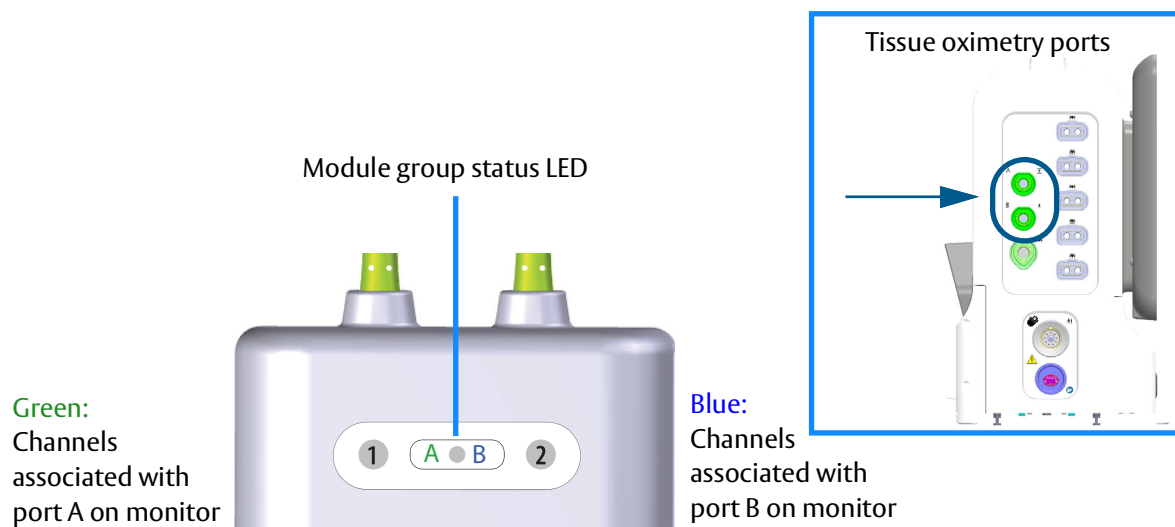 Tissue oximetry ports
A
B
Module group status LED
Green:
Channels
associated with
port A on monitor
1 A B 2
Blue:
Channels
associated with
port B on monitor